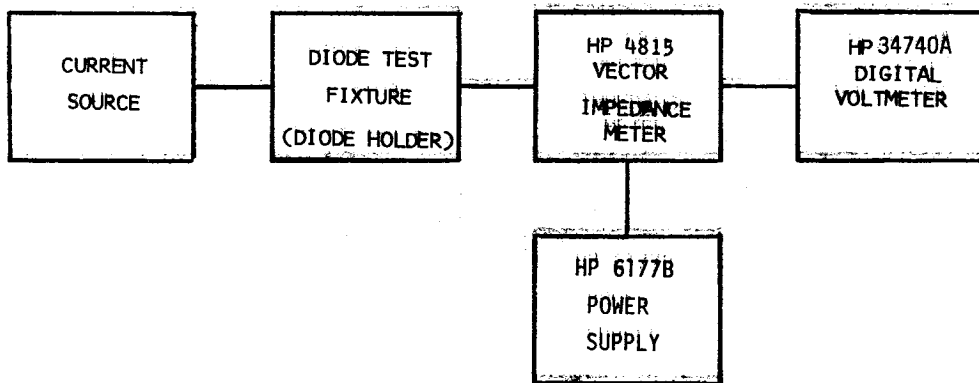 CURRENT
SOURCE
DIODE TEST
FIXTURE
(DIODE HOLDER)
HP 4815
VECTOR
IMPEDANCE
METER
HP 34740A
DIGITAL
VOLTMETER
HP 6177B
POWER
SUPPLY